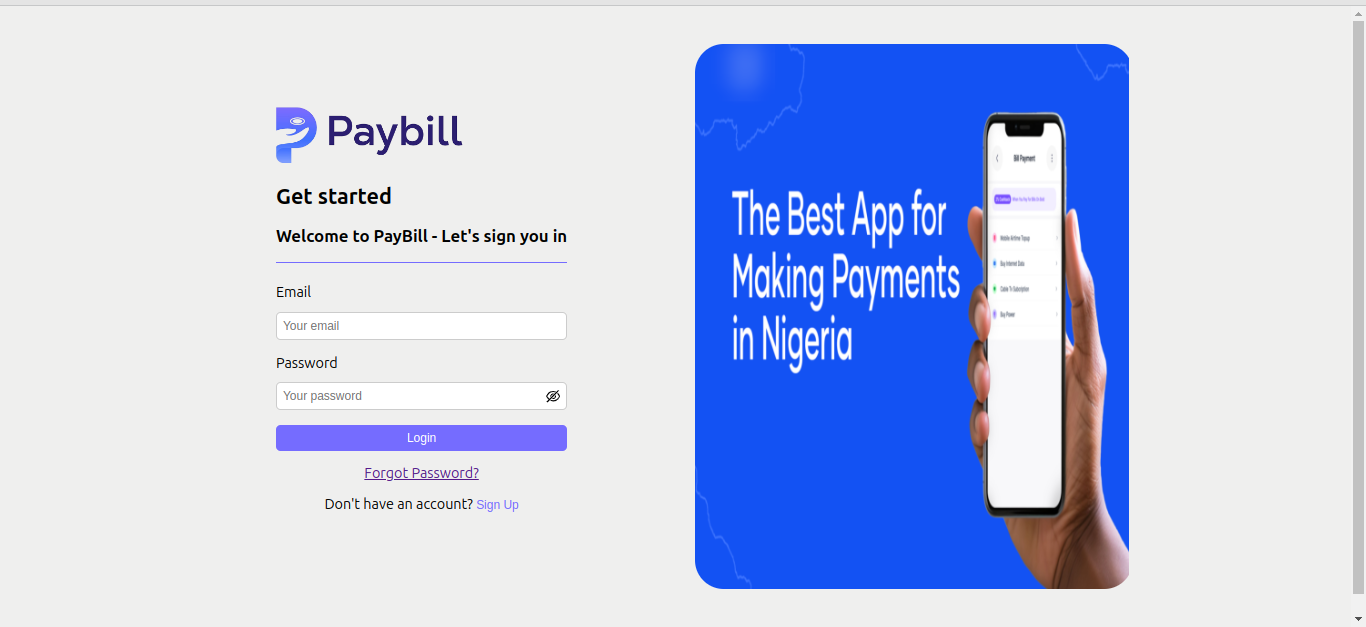 Paybill
Get started
Welcome to PayBill - Let's sign you in
Email
Your email
Password
Your password
Login
Forgot Password?
Don't have an account? Sign Up
The Best App for
Making Payments
in Nigeria
Bill Payment
Mobile Airtime Topup
Buy Internet Data
Cable Tv Subscription
Buy Power